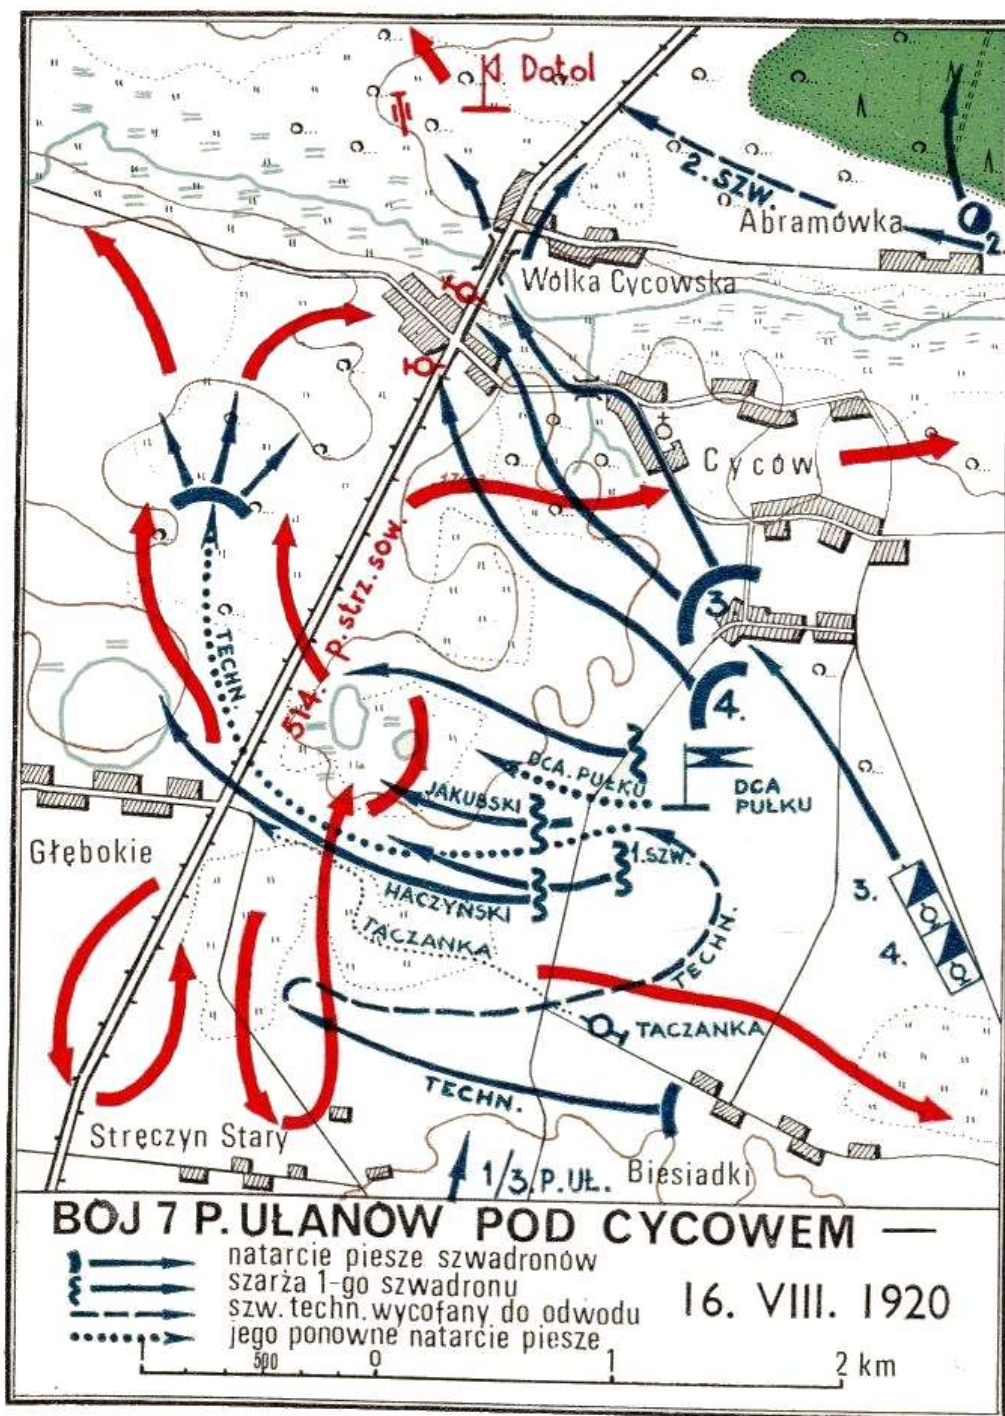 Dotol
2. SZW.
Abramówka
2.
Wólka Cycowska
Cyców
514. p. strz. sow.
C. TECHN.
3.
4.
DCA. PUŁKU
DCA
PUŁKU
JAKUBSKI
1. SZW.
Głębokie
HACZYŃSKI
TACZANKA
TECHN.
3.
4.
TACZANKA
TECHN.
Stręczyn Stary
1/3. P. UŁ.
Biesiadki
BÓJ 7 P. UŁANÓW POD CYCOWEM —
natarcie piesze szwadronów
szarża 1-go szwadronu
szw. techn. wycofany do odwodu
jego ponowne natarcie piesze
16. VIII. 1920
1 500 0 1 2 km